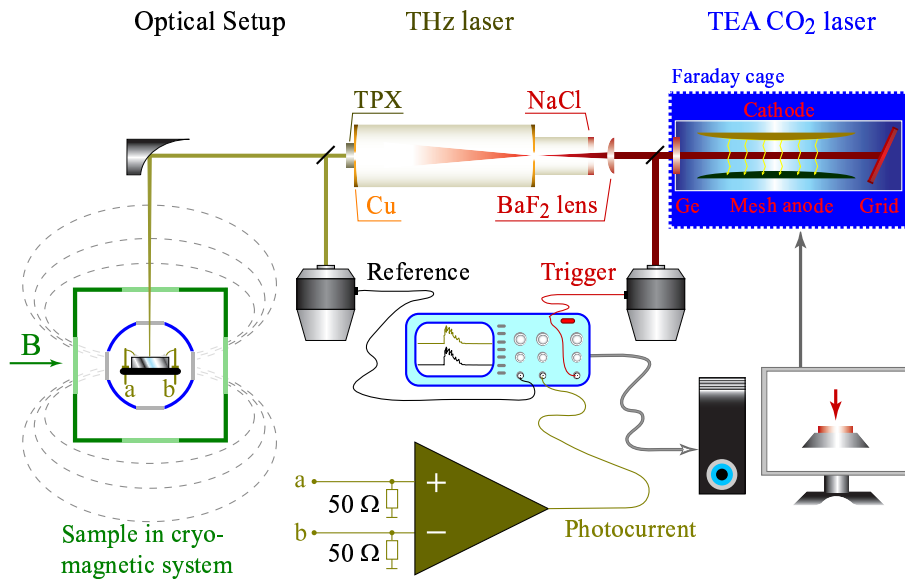 Optical Setup
THz laser
TEA CO₂ laser
Faraday cage
TPX
NaCl
Cathode
Cu
BaF₂ lens
Ge
Mesh anode
Grid
Reference
Trigger
B
a
b
a
50 Ω
b
50 Ω
+
−
Photocurrent
Sample in cryo-
magnetic system